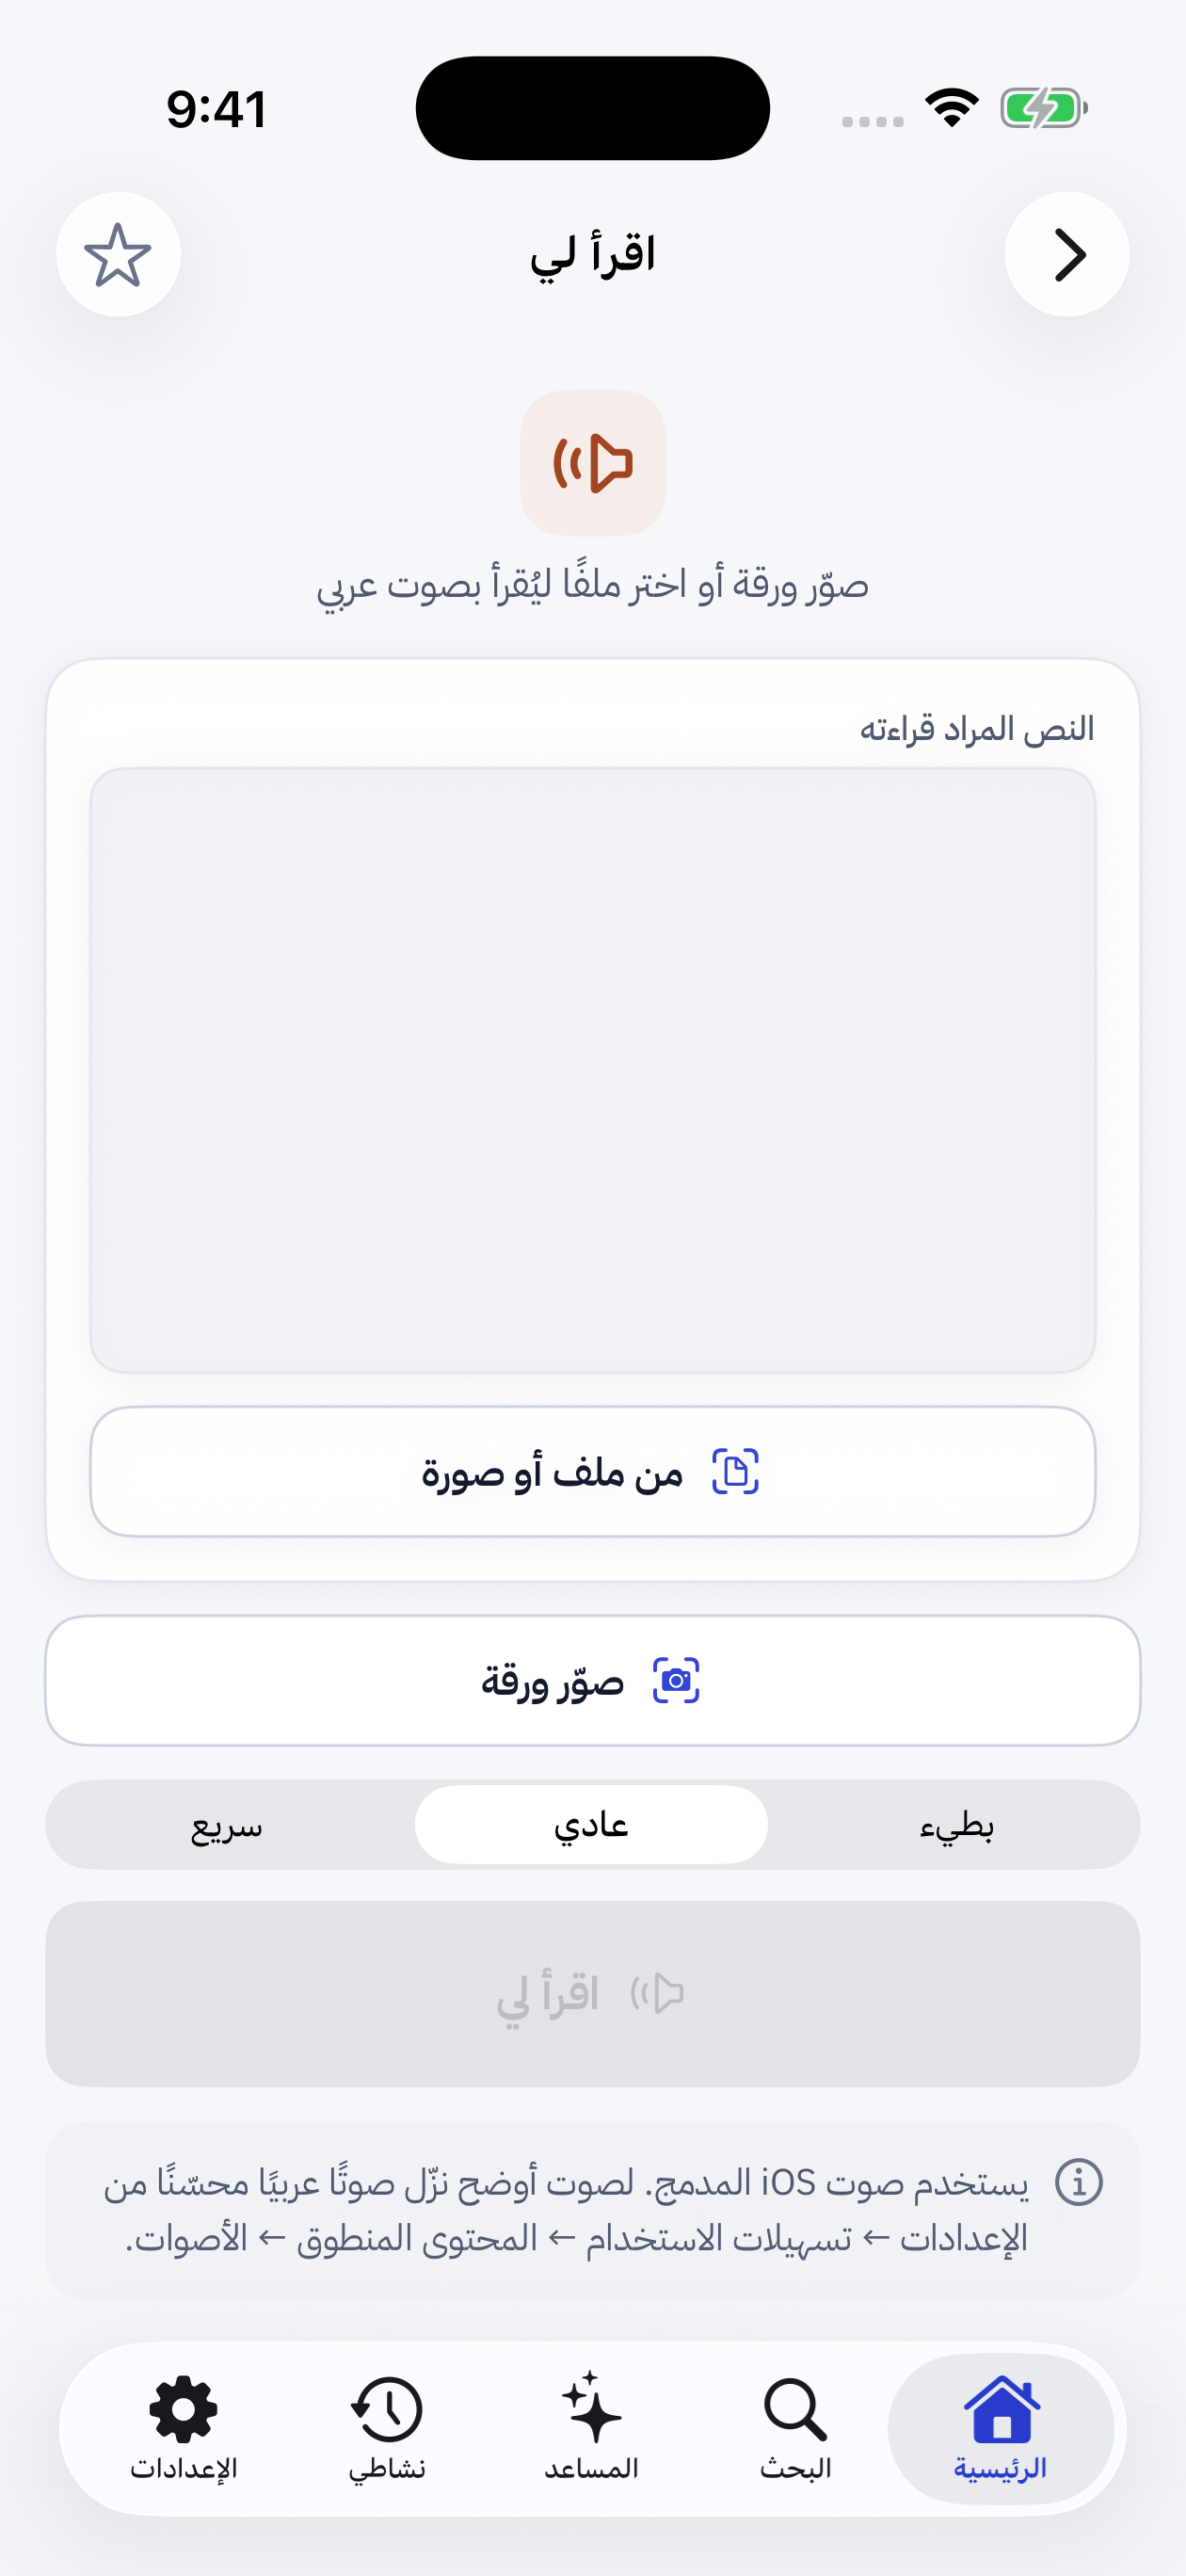 9:41
اقرأ لي
صوّر ورقة أو اختر ملفًا ليُقرأ بصوت عربي
النص المراد قراءته
من ملف أو صورة
صوّر ورقة
بطيء
عادي
سريع
اقرأ لي
يستخدم صوت iOS المدمج. لصوت أوضح نزّل صوتًا عربيًا محسّنًا من
الإعدادات ← تسهيلات الاستخدام ← المحتوى المنطوق ← الأصوات.
الرئيسية
البحث
المساعد
نشاطي
الإعدادات